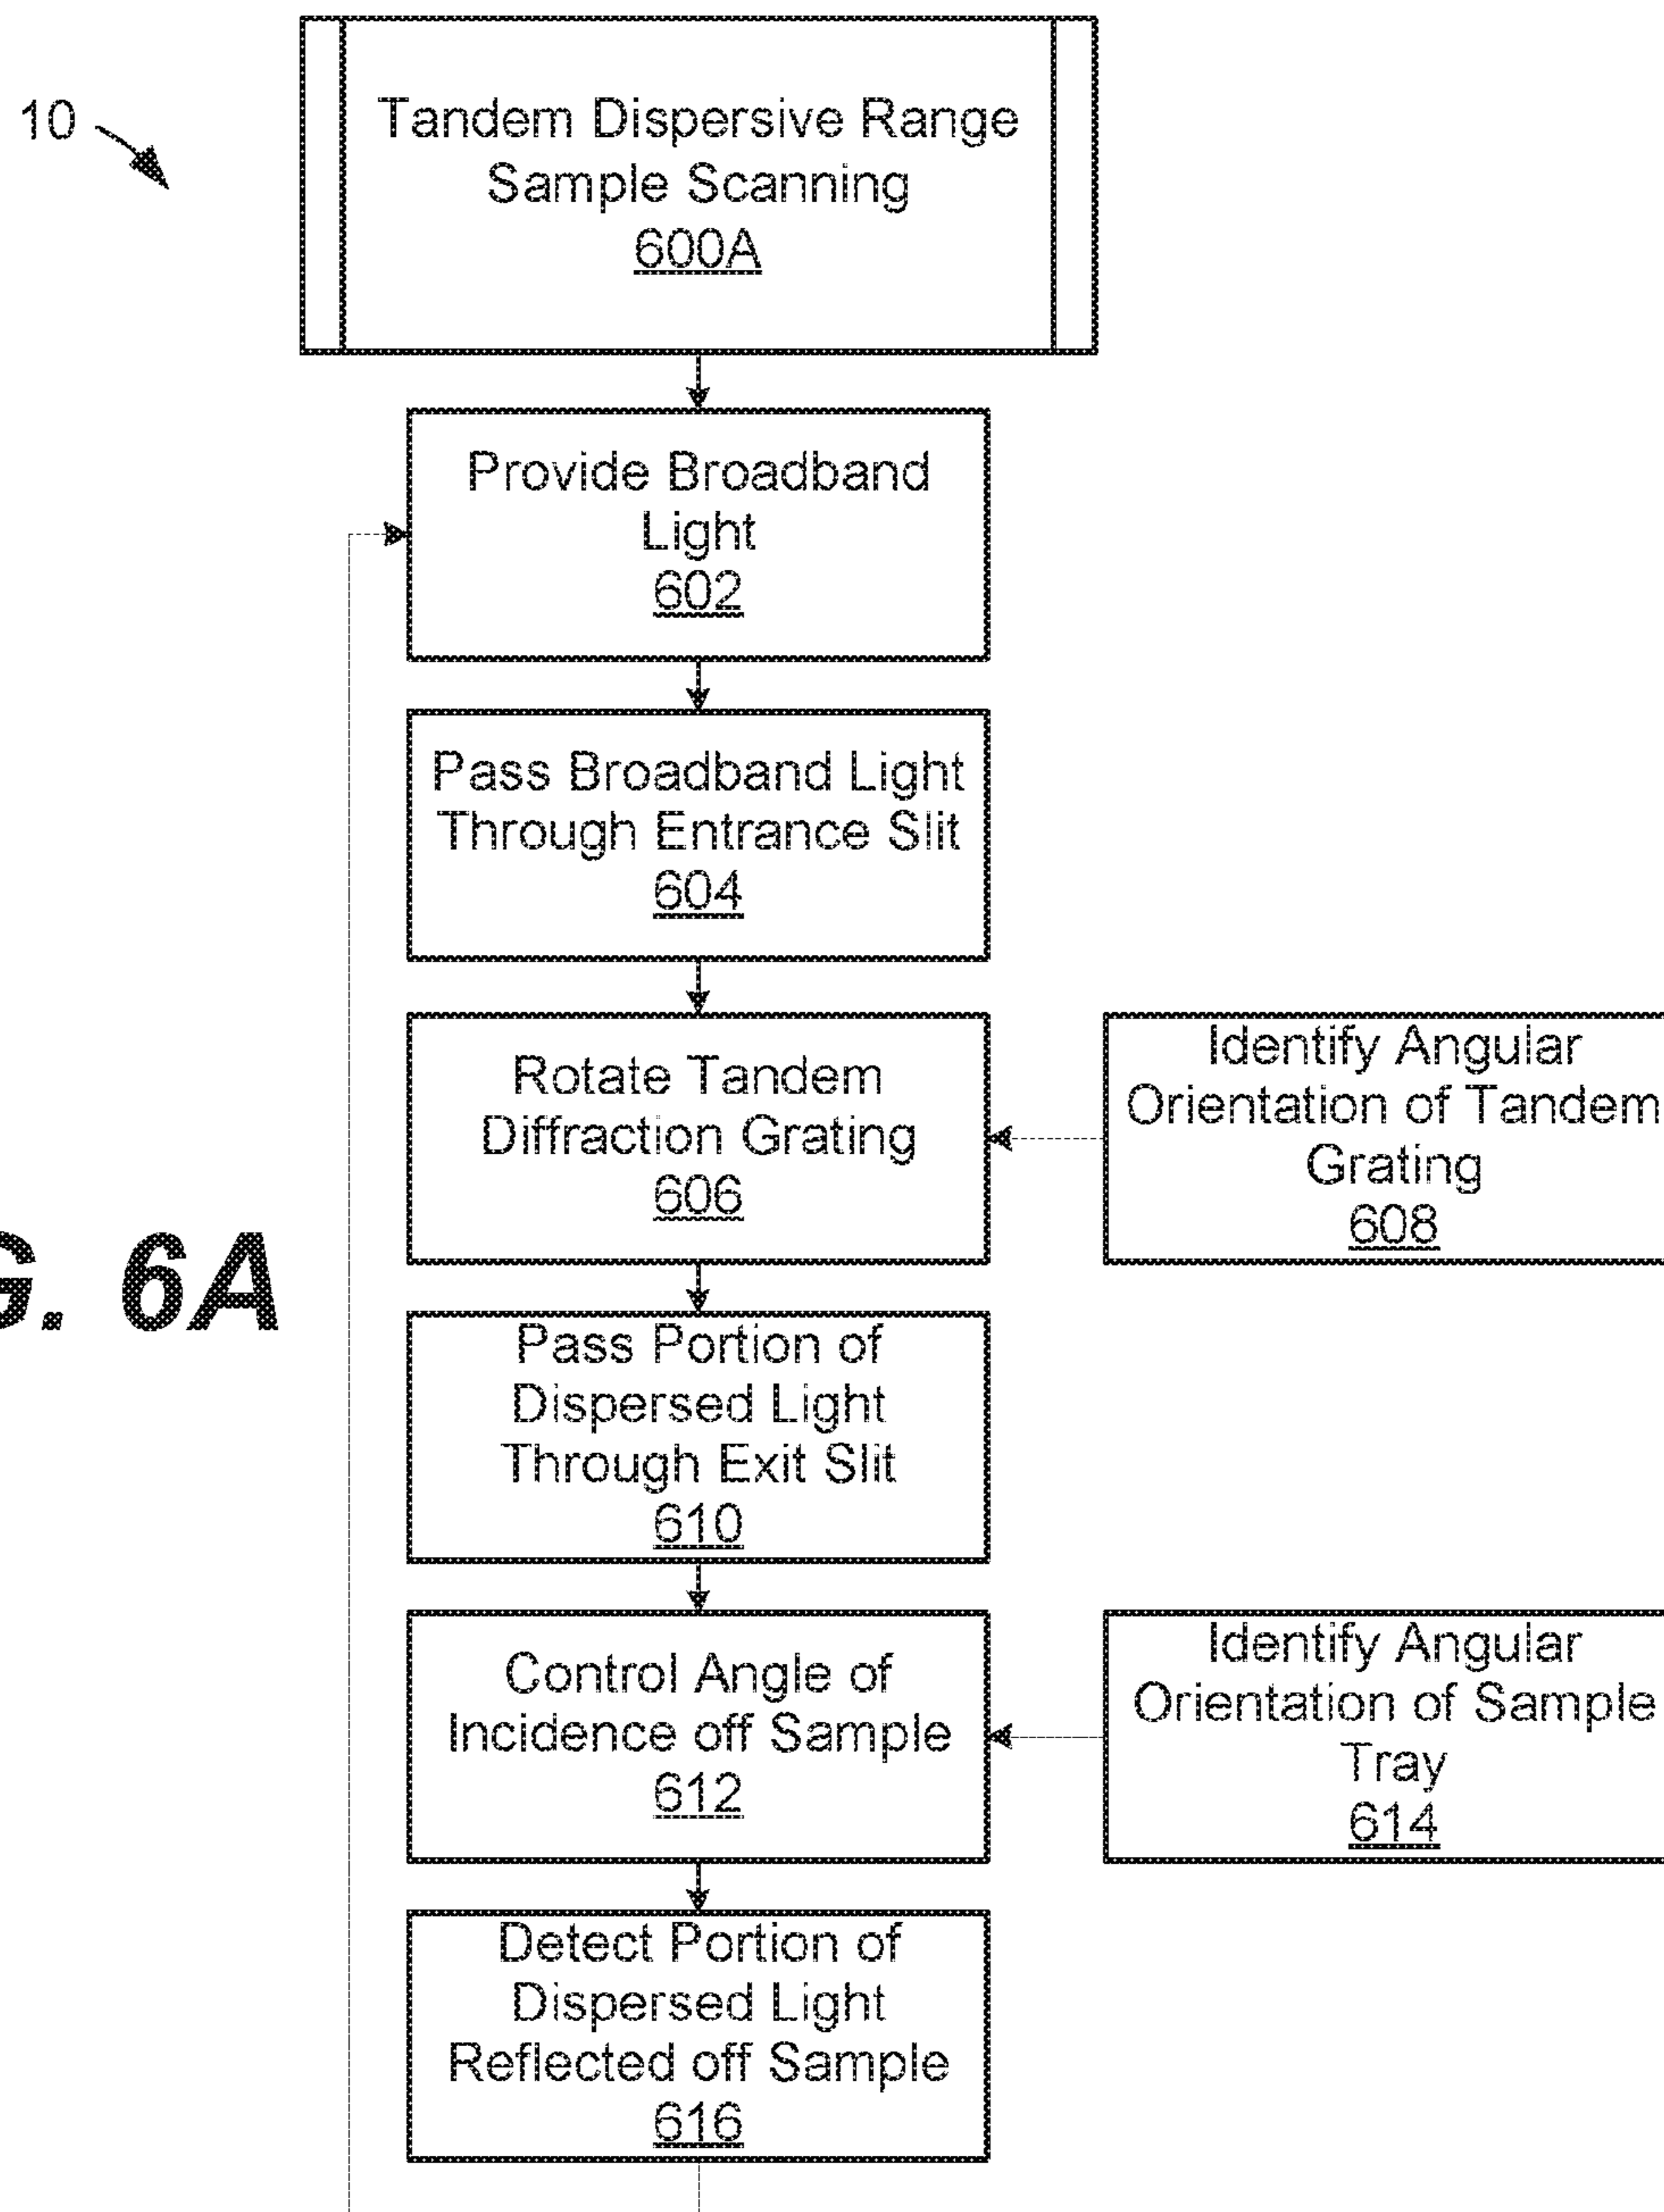 10
Tandem Dispersive Range
Sample Scanning
600A
Provide Broadband
Light
602
Pass Broadband Light
Through Entrance Slit
604
Rotate Tandem
Diffraction Grating
606
Identify Angular
Orientation of Tandem
Grating
608
G. 6A
Pass Portion of
Dispersed Light
Through Exit Slit
610
Control Angle of
Incidence off Sample
612
Identify Angular
Orientation of Sample
Tray
614
Detect Portion of
Dispersed Light
Reflected off Sample
616